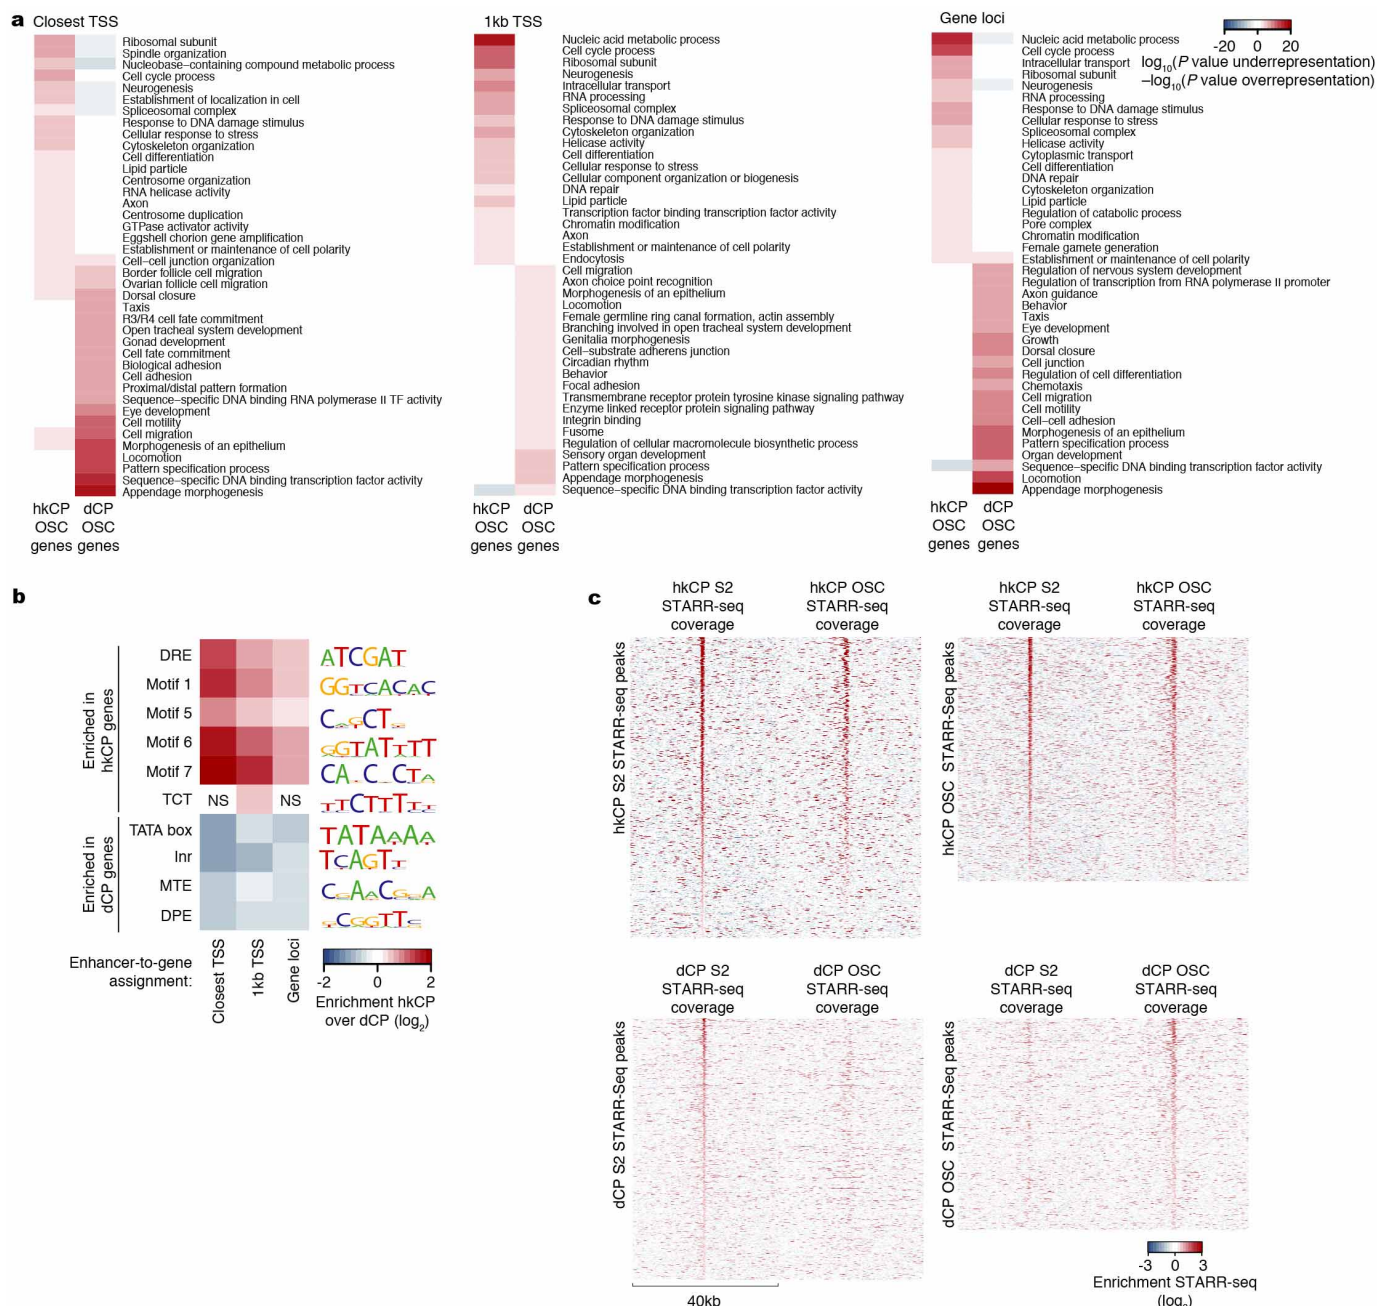 a
Closest TSS
Ribosomal subunit
Spindle organization
Nucleobase−containing compound metabolic process
Cell cycle process
Neurogenesis
Establishment of localization in cell
Spliceosomal complex
Response to DNA damage stimulus
Cellular response to stress
Cytoskeleton organization
Cell differentiation
Lipid particle
Centrosome organization
RNA helicase activity
Axon
Centrosome duplication
GTPase activator activity
Eggshell chorion gene amplification
Establishment or maintenance of cell polarity
Cell−cell junction organization
Border follicle cell migration
Ovarian follicle cell migration
Dorsal closure
Taxis
R3/R4 cell fate commitment
Open tracheal system development
Gonad development
Cell fate commitment
Biological adhesion
Cell adhesion
Proximal/distal pattern formation
Sequence−specific DNA binding RNA polymerase II TF activity
Eye development
Cell motility
Cell migration
Morphogenesis of an epithelium
Locomotion
Pattern specification process
Sequence−specific DNA binding transcription factor activity
Appendage morphogenesis
hkCP dCP
OSC OSC
genes genes
1kb TSS
Nucleic acid metabolic process
Cell cycle process
Ribosomal subunit
Neurogenesis
Intracellular transport
RNA processing
Spliceosomal complex
Response to DNA damage stimulus
Cytoskeleton organization
Helicase activity
Cell differentiation
Cellular response to stress
Cellular component organization or biogenesis
DNA repair
Lipid particle
Transcription factor binding transcription factor activity
Chromatin modification
Axon
Establishment or maintenance of cell polarity
Endocytosis
Cell migration
Axon choice point recognition
Morphogenesis of an epithelium
Locomotion
Female germline ring canal formation, actin assembly
Branching involved in open tracheal system development
Genitalia morphogenesis
Cell−substrate adherens junction
Circadian rhythm
Behavior
Focal adhesion
Transmembrane receptor protein tyrosine kinase signaling pathway
Enzyme linked receptor protein signaling pathway
Integrin binding
Fusome
Regulation of cellular macromolecule biosynthetic process
Sensory organ development
Pattern specification process
Appendage morphogenesis
Sequence−specific DNA binding transcription factor activity
hkCP dCP
OSC OSC
genes genes
Gene loci
Nucleic acid metabolic process
Cell cycle process
Intracellular transport
Ribosomal subunit
Neurogenesis
RNA processing
Response to DNA damage stimulus
Cellular response to stress
Spliceosomal complex
Helicase activity
Cytoplasmic transport
Cell differentiation
DNA repair
Cytoskeleton organization
Lipid particle
Regulation of catabolic process
Pore complex
Chromatin modification
Female gamete generation
Establishment or maintenance of cell polarity
Regulation of nervous system development
Regulation of transcription from RNA polymerase II promoter
Axon guidance
Behavior
Taxis
Eye development
Growth
Dorsal closure
Cell junction
Regulation of cell differentiation
Chemotaxis
Cell migration
Cell motility
Cell−cell adhesion
Morphogenesis of an epithelium
Pattern specification process
Organ development
Sequence−specific DNA binding transcription factor activity
Locomotion
Appendage morphogenesis
hkCP dCP
OSC OSC
genes genes
-20 0 20
log10(P value underrepresentation)
–log10(P value overrepresentation)
b
Enriched in
hkCP genes
DRE
ATCGAT
Motif 1
GGTCACAC
Motif 5
CAGCTG
Motif 6
GGTATTTT
Motif 7
CA C CTA
TCT
NS NS
TTCTTTTT
Enriched in
dCP genes
TATA box
TATAAAA
Inr
TCAGTT
MTE
CGAACGGA
DPE
GCGGTTC
Enhancer-to-gene
assignment:
Closest TSS
1kb TSS
Gene loci
-2 0 2
Enrichment hkCP
over dCP (log2)
c
hkCP S2
STARR-seq
coverage
hkCP OSC
STARR-seq
coverage
hkCP S2 STARR-Seq peaks
hkCP S2
STARR-seq
coverage
hkCP OSC
STARR-seq
coverage
hkCP OSC STARR-Seq peaks
dCP S2
STARR-seq
coverage
dCP OSC
STARR-seq
coverage
dCP S2 STARR-Seq peaks
dCP S2
STARR-seq
coverage
dCP OSC
STARR-seq
coverage
dCP OSC STARR-Seq peaks
40kb
-3 0 3
Enrichment STARR-seq
(log2)